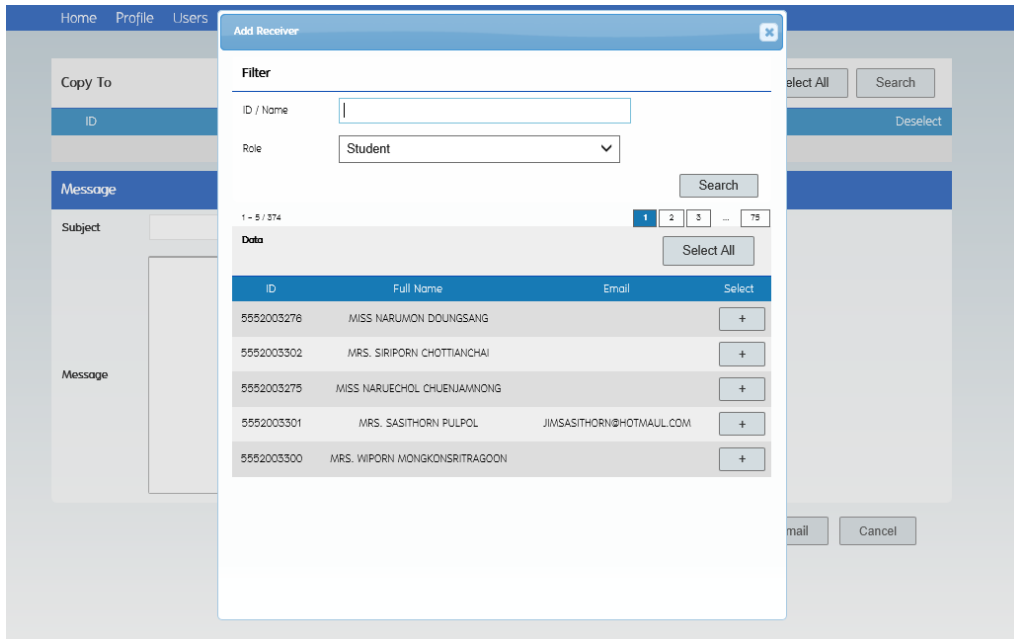 Home Profile Users
Add Receiver
Copy To
elect All
Search
ID
Deselect
Message
Subject
Message
mail
Cancel
Filter
ID / Name
Role
Student
Search
1 - 5 / 374
1 2 3 ... 75
Data
Select All
ID Full Name Email Select
5552003276 MISS NARUMON DOUNGSANG +
5552003302 MRS. SIRIPORN CHOTTIANCHAI +
5552003275 MISS NARUECHOL CHUENJAMNONG +
5552003301 MRS. SASITHORN PULPOL JIMSASITHORN@HOTMAUL.COM +
5552003300 MRS. WIPORN MONGKONSRITRAGOON +